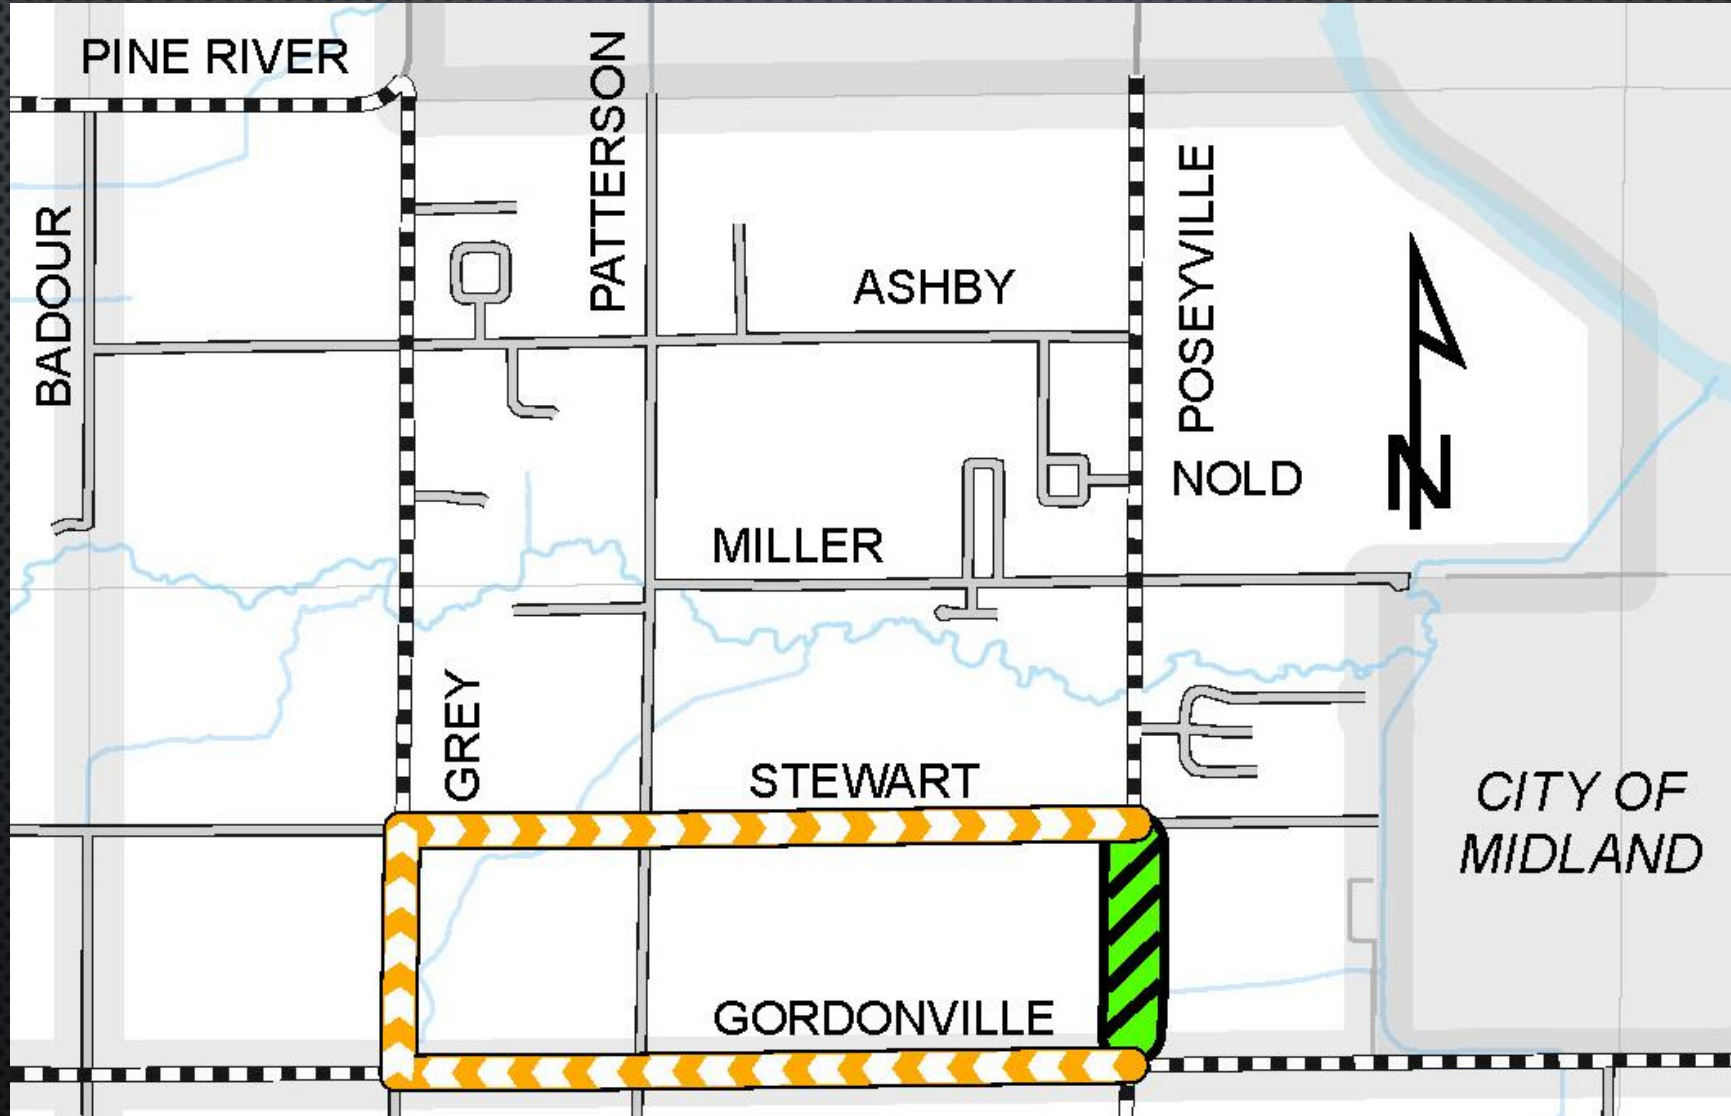 PINE RIVER
PATTERSON
POSEYVILLE
BADOUR
ASHBY
NOLD
MILLER
GREY
STEWART
CITY OF
MIDLAND
GORDONVILLE
N